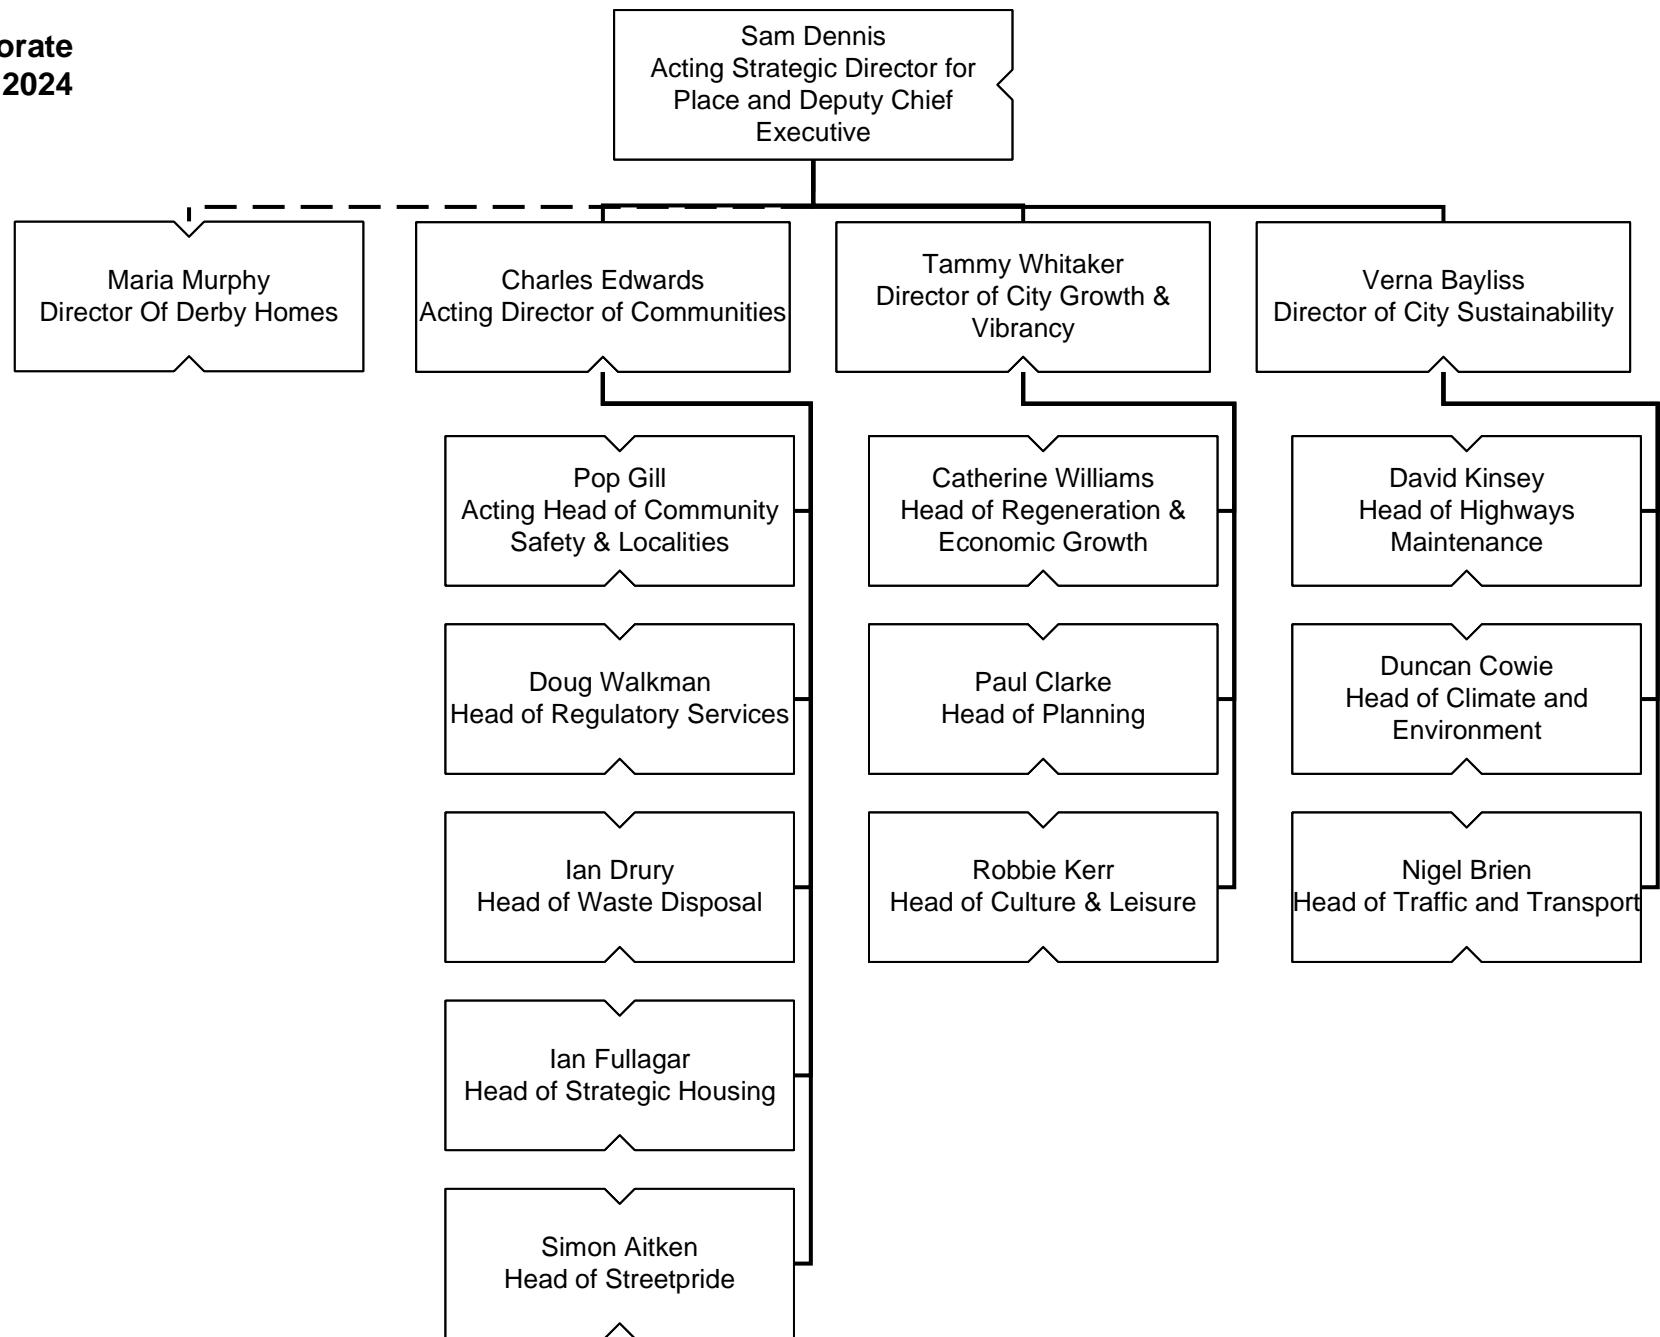 orate
2024
Sam Dennis
Acting Strategic Director for
Place and Deputy Chief
Executive
Maria Murphy
Director Of Derby Homes
Charles Edwards
Acting Director of Communities
Tammy Whitaker
Director of City Growth &
Vibrancy
Verna Bayliss
Director of City Sustainability
Pop Gill
Acting Head of Community
Safety & Localities
Catherine Williams
Head of Regeneration &
Economic Growth
David Kinsey
Head of Highways
Maintenance
Doug Walkman
Head of Regulatory Services
Paul Clarke
Head of Planning
Duncan Cowie
Head of Climate and
Environment
Ian Drury
Head of Waste Disposal
Robbie Kerr
Head of Culture & Leisure
Nigel Brien
Head of Traffic and Transport
Ian Fullagar
Head of Strategic Housing
Simon Aitken
Head of Streetpride